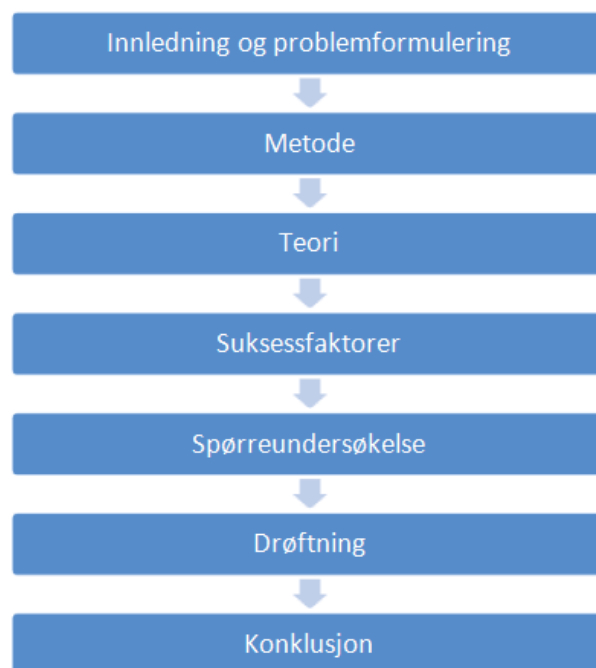 Innledning og problemformulering
Metode
Teori
Suksessfaktorer
Spørreundersøkelse
Drøftning
Konklusjon